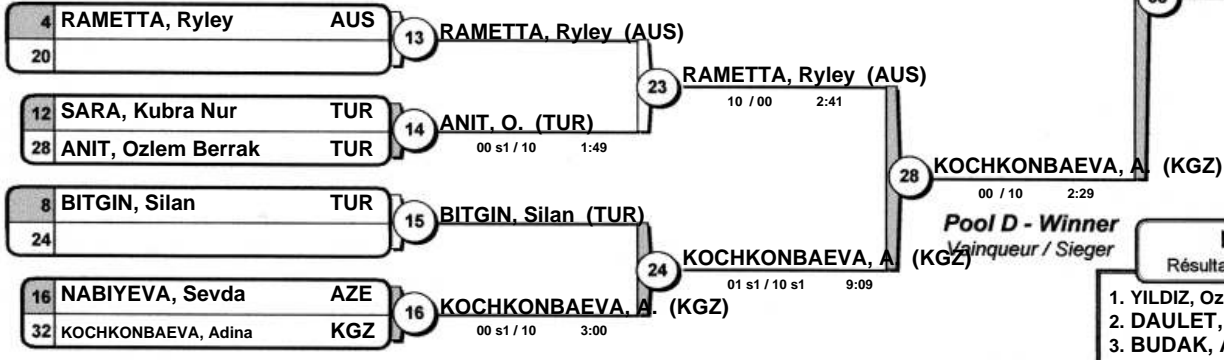 4 RAMETTA, Ryley AUS
20
13 RAMETTA, Ryley (AUS)
12 SARA, Kubra Nur TUR
28 ANIT, Ozlem Berrak TUR
14 ANIT, O. (TUR)
00 s1 / 10 1:49
23 RAMETTA, Ryley (AUS)
10 / 00 2:41
8 BITGIN, Silan TUR
24
15 BITGIN, Silan (TUR)
16 NABIYEVA, Sevda AZE
32 KOCHKONBAEVA, Adina KGZ
16 KOCHKONBAEVA, A. (KGZ)
00 s1 / 10 3:00
24 KOCHKONBAEVA, A. (KGZ)
01 s1 / 10 s1 9:09
28 KOCHKONBAEVA, A. (KGZ)
00 / 10 2:29
Pool D - Winner
Vainqueur / Sieger
1. YILDIZ, Oz
2. DAULET,
3. BUDAK, A